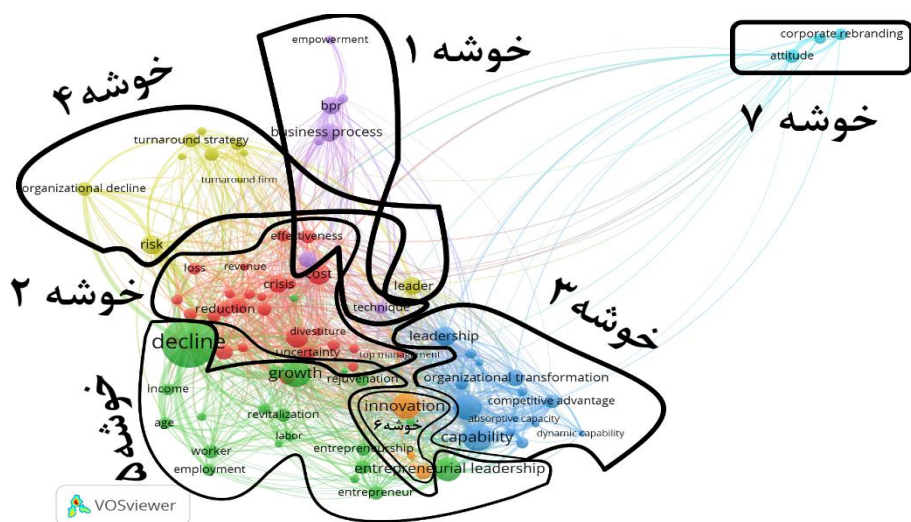 empowerment
خوشه ۱
corporate rebranding
attitude
خوشه ۷
bpr
business process
خوشه ۴
turnaround strategy
turnaround firm
organizational decline
risk
effectiveness
loss
revenue
cost
crisis
leader
خوشه ۲
reduction
technique
خوشه ۳
divestiture
leadership
decline
uncertainty
top management
growth
rejuvenation
organizational transformation
income
competitive advantage
innovation
absorptive capacity
age
revitalization
خوشه ۶
dynamic capability
labor
capability
خوشه ۵
worker
entrepreneurship
employment
entrepreneurial leadership
entrepreneur
VOSviewer